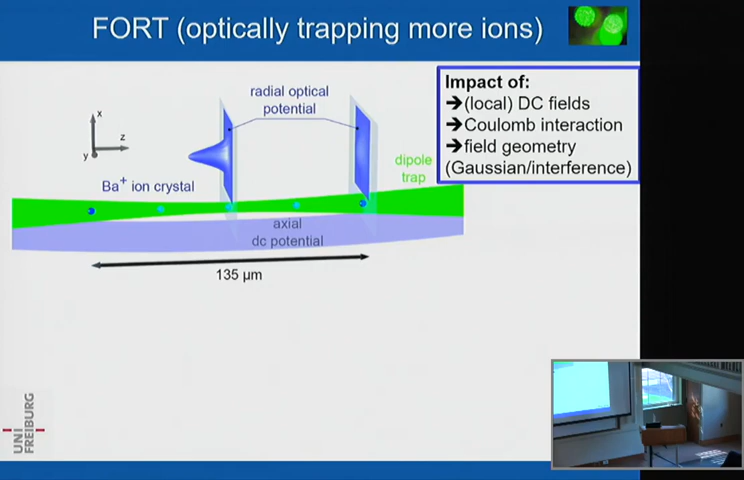 FORT (optically trapping more ions)
radial optical
potential
Impact of:
➔(local) DC fields
➔Coulomb interaction
➔field geometry
(Gaussian/interference)
x
z
y
dipole
trap
Ba⁺ ion crystal
axial
dc potential
135 µm
UNI
FREIBURG